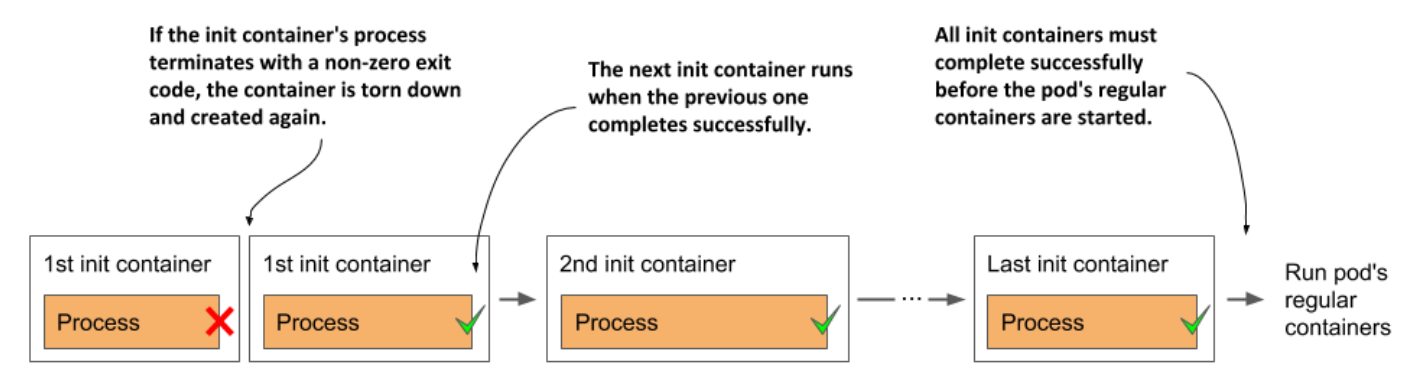 If the init container's process
terminates with a non-zero exit
code, the container is torn down
and created again.
The next init container runs
when the previous one
completes successfully.
All init containers must
complete successfully
before the pod's regular
containers are started.
1st init container
Process
1st init container
Process
2nd init container
Process
...
Last init container
Process
Run pod's
regular
containers